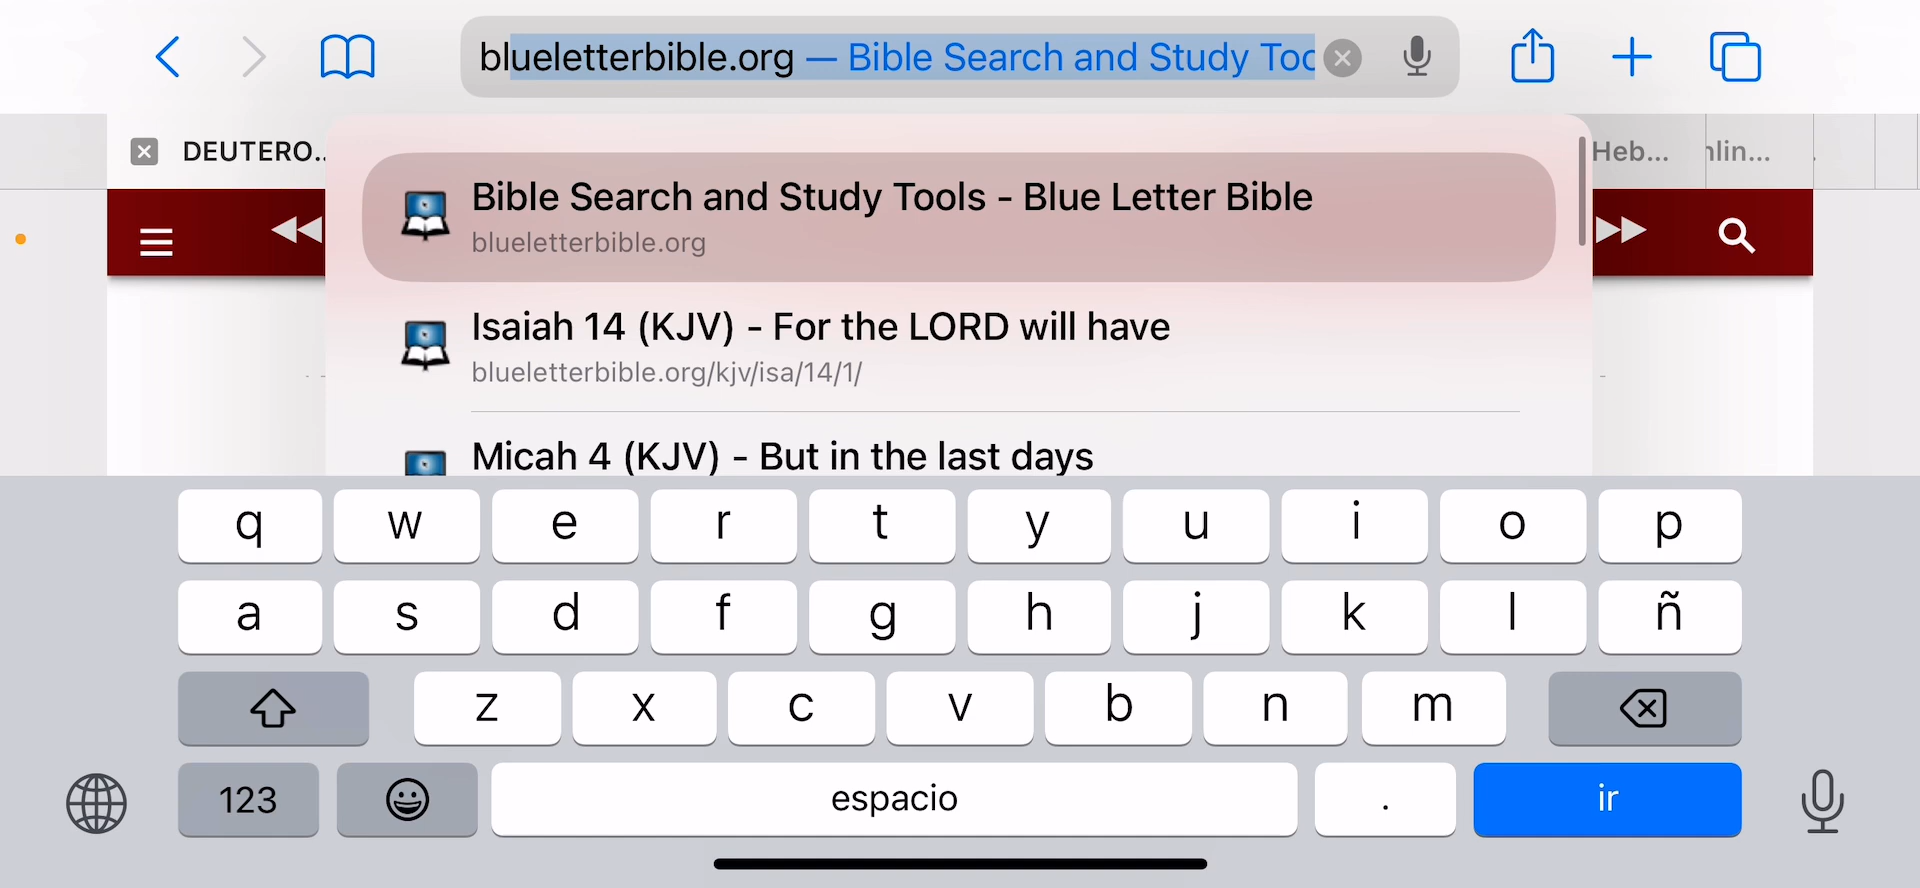 blueletterbible.org — Bible Search and Study Too
DEUTERO..
Heb...
lin...
Bible Search and Study Tools - Blue Letter Bible
blueletterbible.org
Isaiah 14 (KJV) - For the LORD will have
blueletterbible.org/kjv/isa/14/1/
Micah 4 (KJV) - But in the last days
q w e r t y u i o p
a s d f g h j k l ñ
z x c v b n m
123 espacio . ir